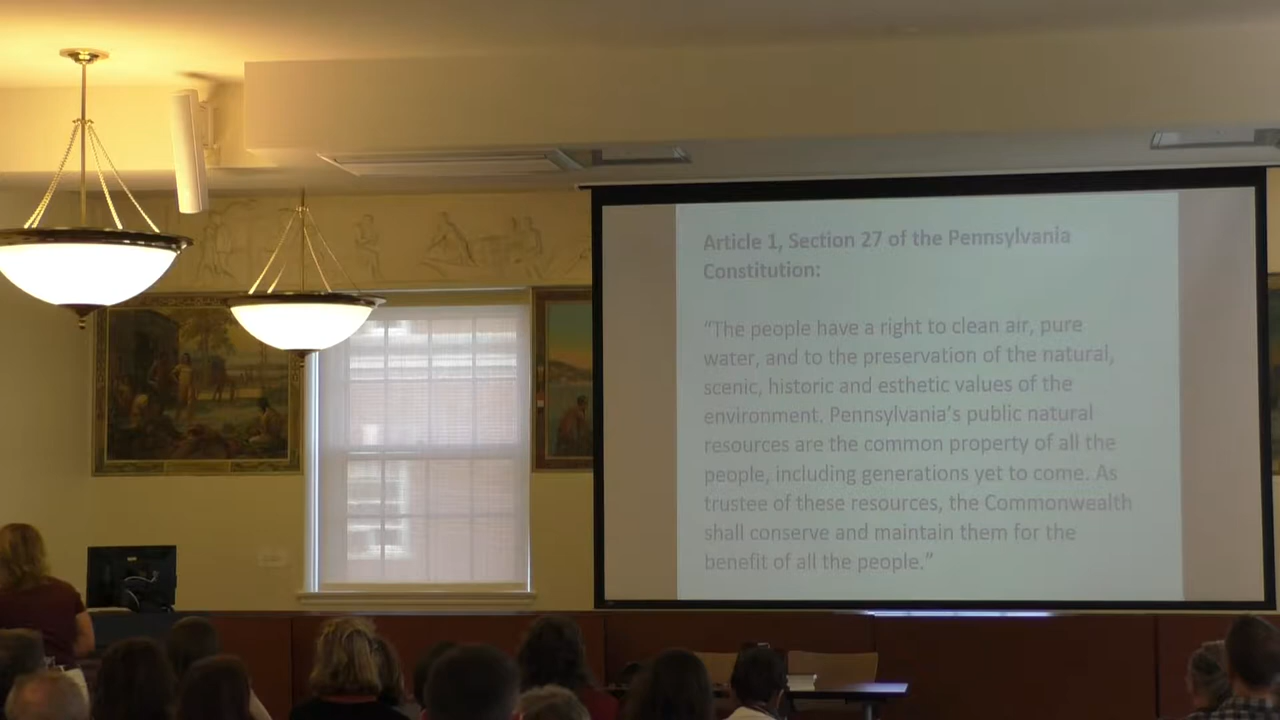 Article 1, Section 27 of the Pennsylvania
Constitution:
“The people have a right to clean air, pure
water, and to the preservation of the natural,
scenic, historic and esthetic values of the
environment. Pennsylvania’s public natural
resources are the common property of all the
people, including generations yet to come. As
trustee of these resources, the Commonwealth
shall conserve and maintain them for the
benefit of all the people.”